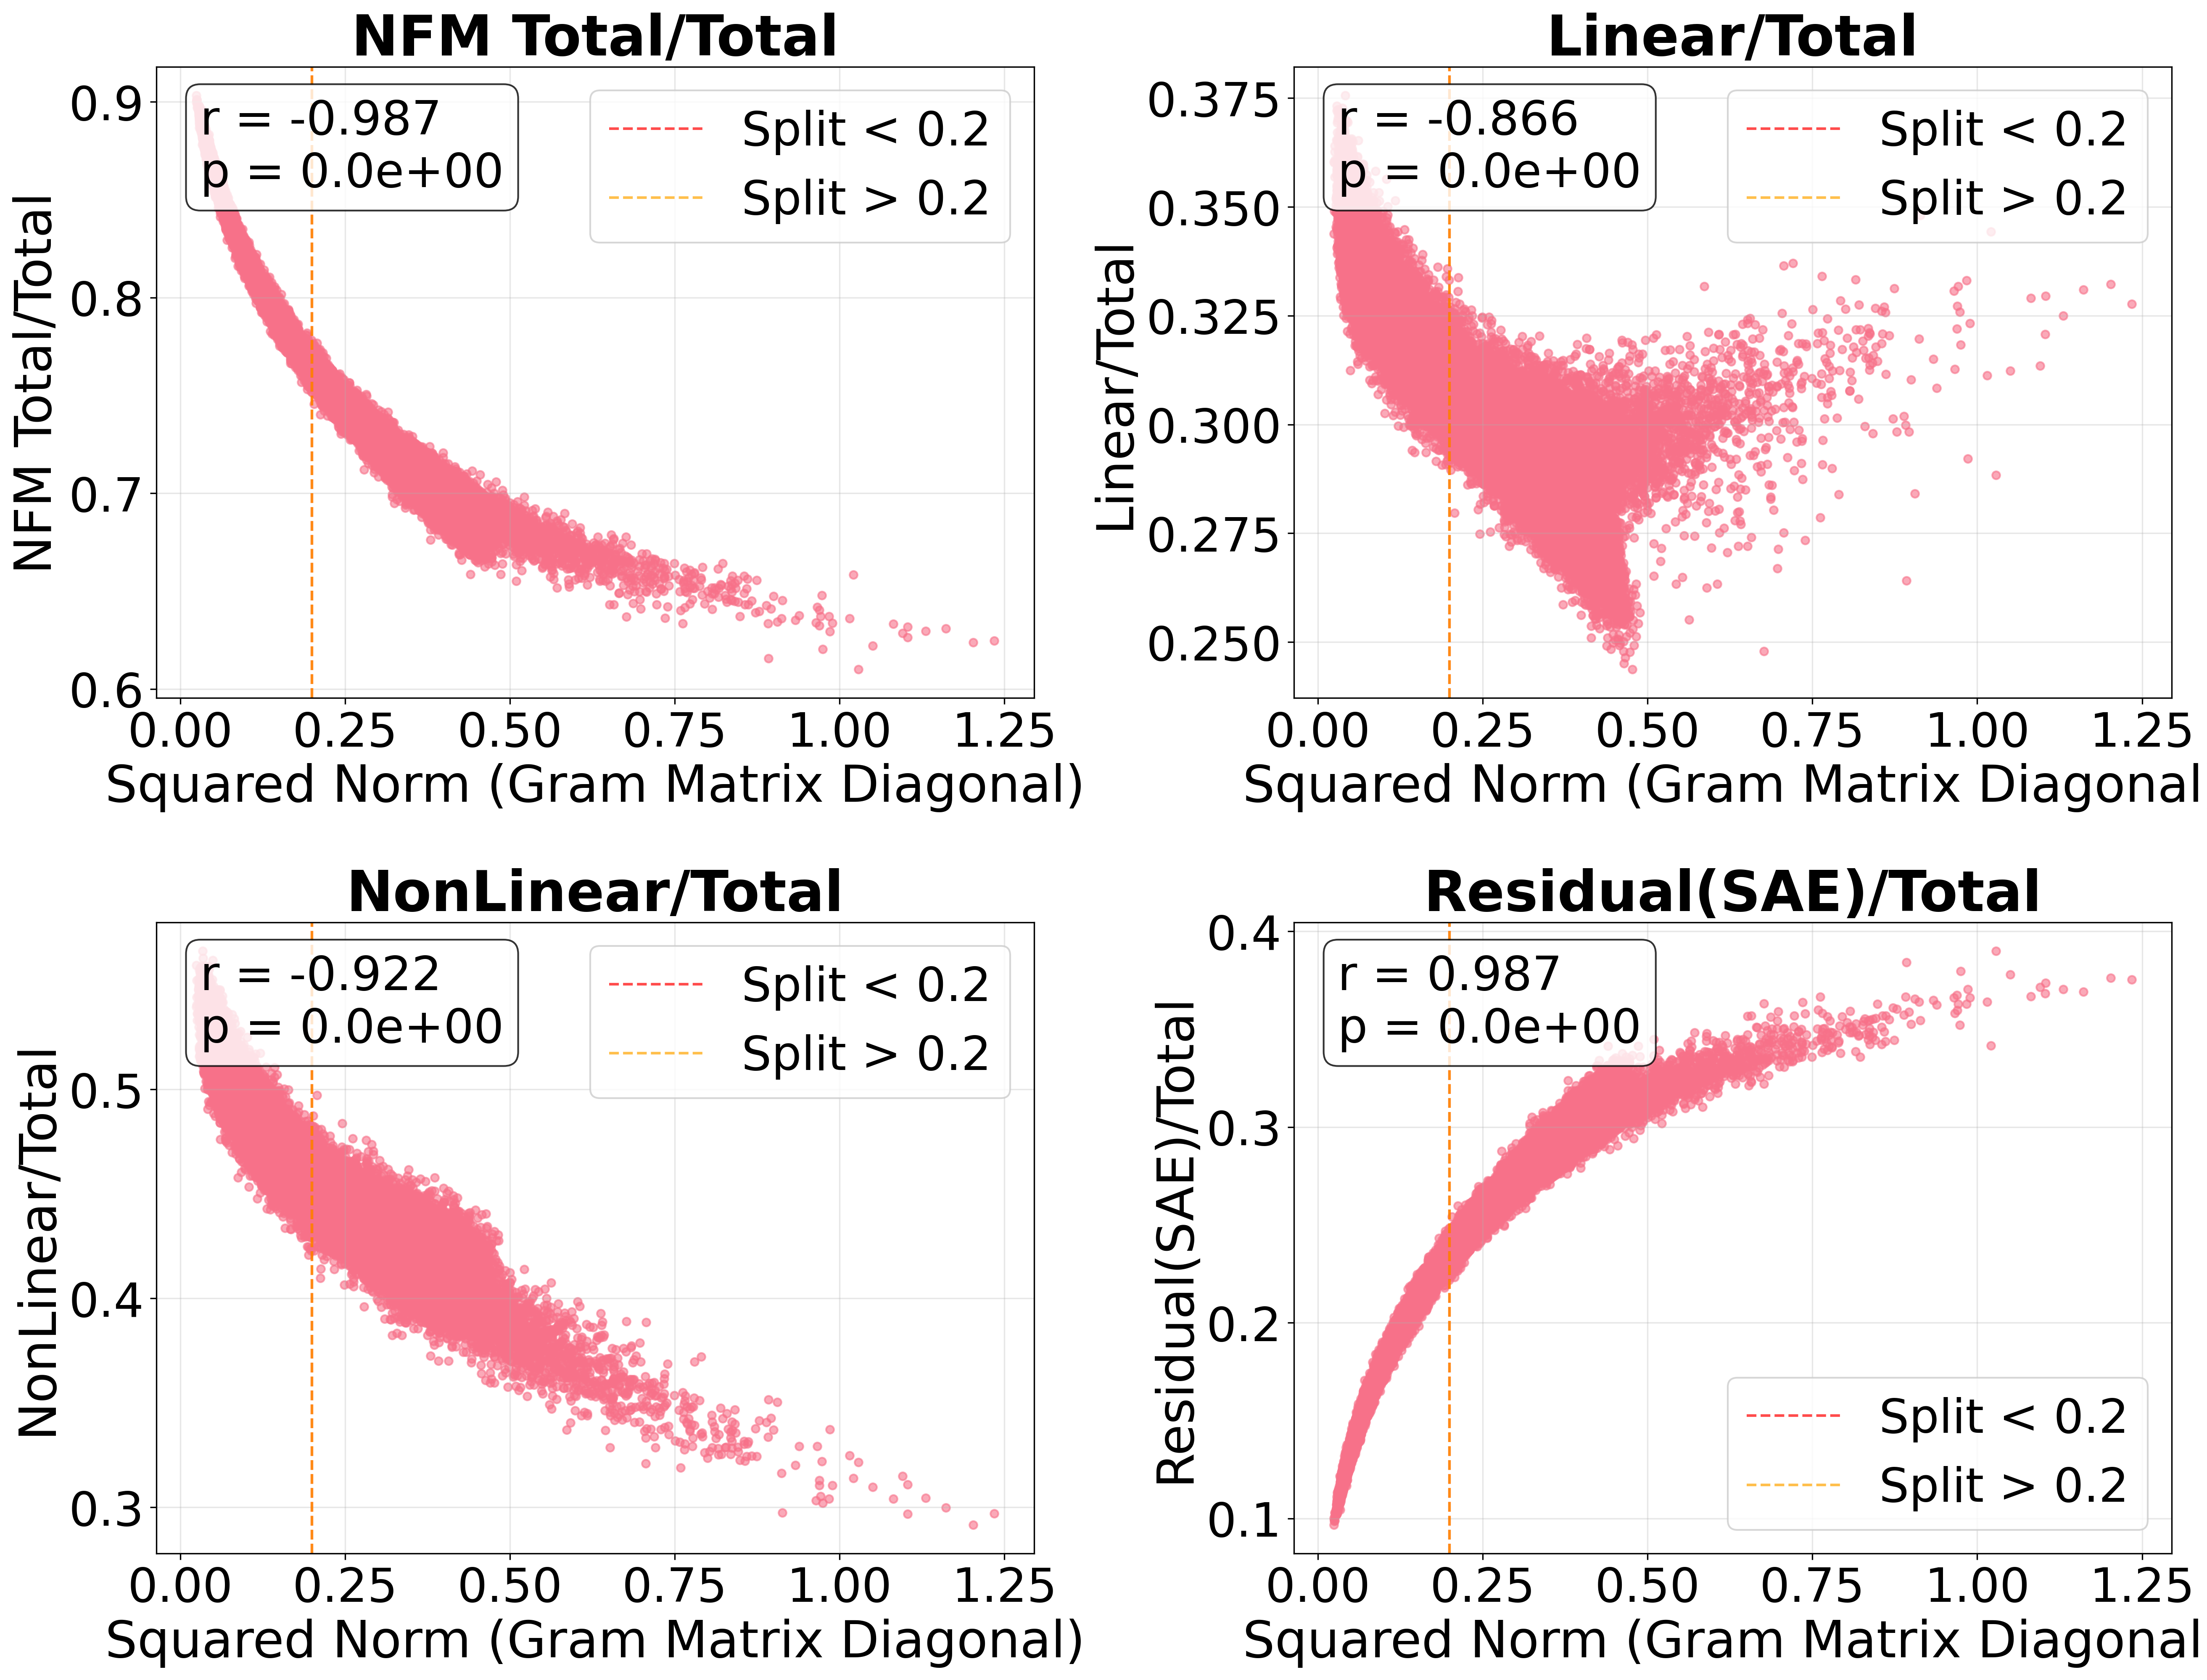 NFM Total/Total
r = -0.987
p = 0.0e+00
Split < 0.2
Split > 0.2
NFM Total/Total
0.9
0.8
0.7
0.6
0.00 0.25 0.50 0.75 1.00 1.25
Squared Norm (Gram Matrix Diagonal)
Linear/Total
r = -0.866
p = 0.0e+00
Split < 0.2
Split > 0.2
Linear/Total
0.375
0.350
0.325
0.300
0.275
0.250
0.00 0.25 0.50 0.75 1.00 1.25
Squared Norm (Gram Matrix Diagonal
NonLinear/Total
r = -0.922
p = 0.0e+00
Split < 0.2
Split > 0.2
NonLinear/Total
0.5
0.4
0.3
0.00 0.25 0.50 0.75 1.00 1.25
Squared Norm (Gram Matrix Diagonal)
Residual(SAE)/Total
r = 0.987
p = 0.0e+00
Split < 0.2
Split > 0.2
Residual(SAE)/Total
0.4
0.3
0.2
0.1
0.00 0.25 0.50 0.75 1.00 1.25
Squared Norm (Gram Matrix Diagonal